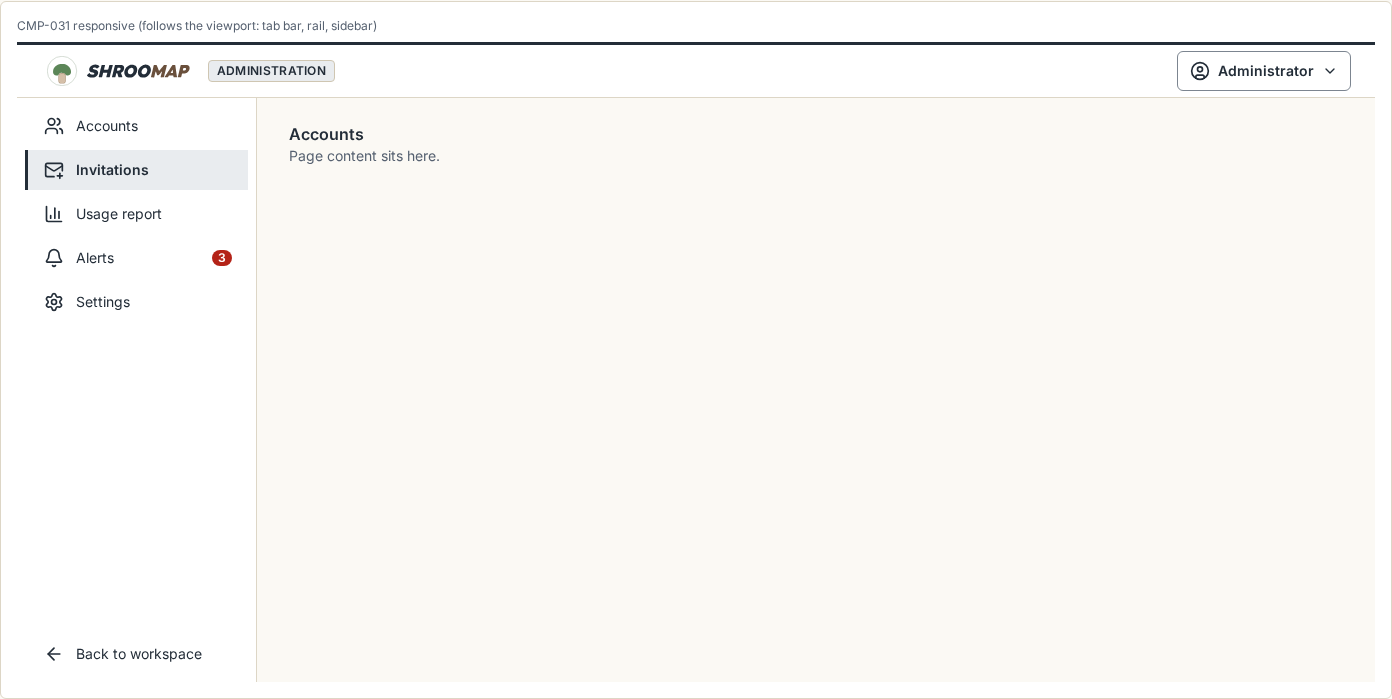 CMP-031 responsive (follows the viewport: tab bar, rail, sidebar)
SHROOMAP ADMINISTRATION Administrator
Accounts
Invitations
Usage report
Alerts 3
Settings
Back to workspace
Accounts
Page content sits here.